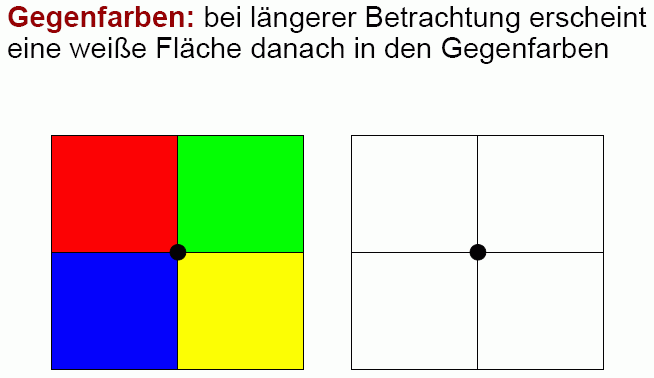 Gegenfarben: bei längerer Betrachtung erscheint
eine weiße Fläche danach in den Gegenfarben